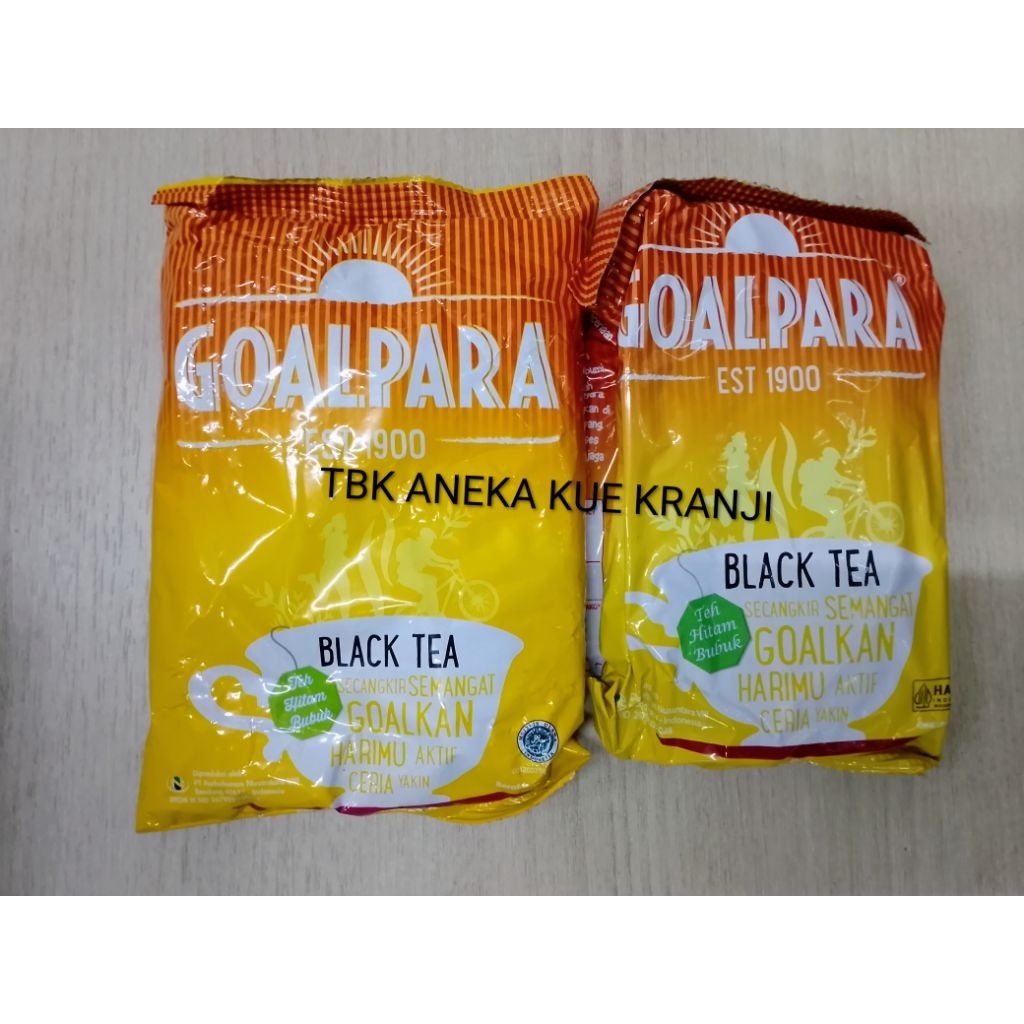 GOALPARA
EST 1900
BLACK TEA
Teh
Hitam
Bubuk
SECANGKIR SEMANGAT
GOALKAN
HARIMU AKTIF
CERIA YAKIN
GOALPARA®
EST 1900
BLACK TEA
Teh
Hitam
Bubuk
SECANGKIR SEMANGAT
GOALKAN
HARIMU AKTIF
CERIA YAKIN
TBK ANEKA KUE KRANJI